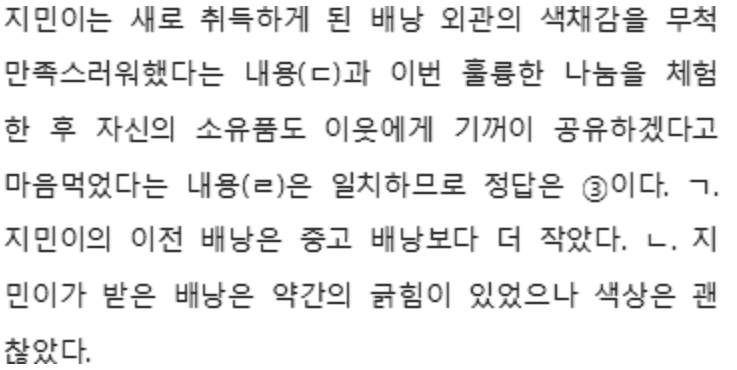 지민이는 새로 취득하게 된 배낭 외관의 색채감을 무척
만족스러워했다는 내용(ㄷ)과 이번 훌륭한 나눔을 체험
한 후 자신의 소유품도 이웃에게 기꺼이 공유하겠다고
마음먹었다는 내용(ㄹ)은 일치하므로 정답은 ③이다. ㄱ.
지민이의 이전 배낭은 중고 배낭보다 더 작았다. ㄴ. 지
민이가 받은 배낭은 약간의 긁힘이 있었으나 색상은 괜
찮았다.